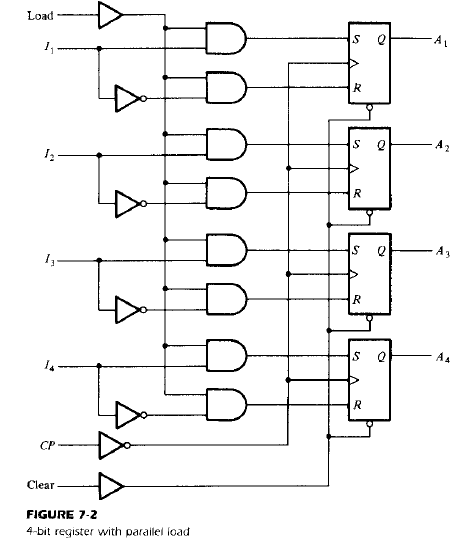 Load
I1
S Q A1
R
I2
S Q A2
R
I3
S Q A3
R
I4
S Q A4
R
CP
Clear
FIGURE 7-2
4-bit register with parallel load